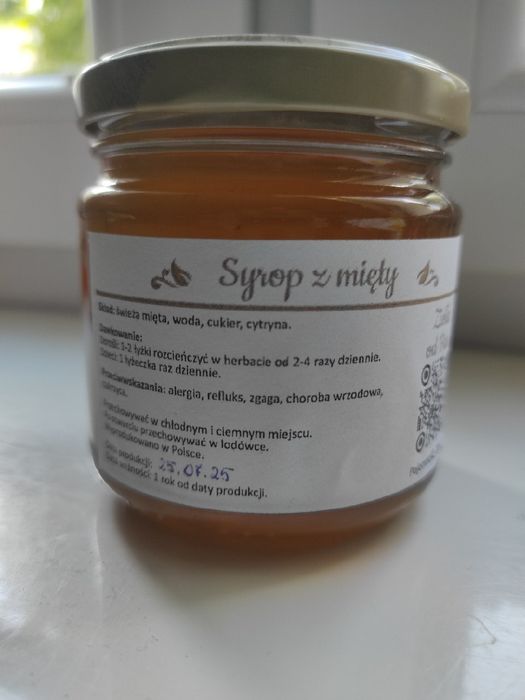 Syrop z mięty
Skład: świeża mięta, woda, cukier, cytryna.
Dawkowanie:
Dorośli: 1-2 łyżki rozcieńczyć w herbacie od 2-4 razy dziennie.
Dzieci: 1 łyżeczka raz dziennie.
Przeciwwskazania: alergia, refluks, zgaga, choroba wrzodowa,
cukrzyca.
Przechowywać w chłodnym i ciemnym miejscu.
Po otwarciu przechowywać w lodówce.
Wyprodukowano w Polsce.
Data produkcji: 25.07.25
Data ważności: 1 rok od daty produkcji.